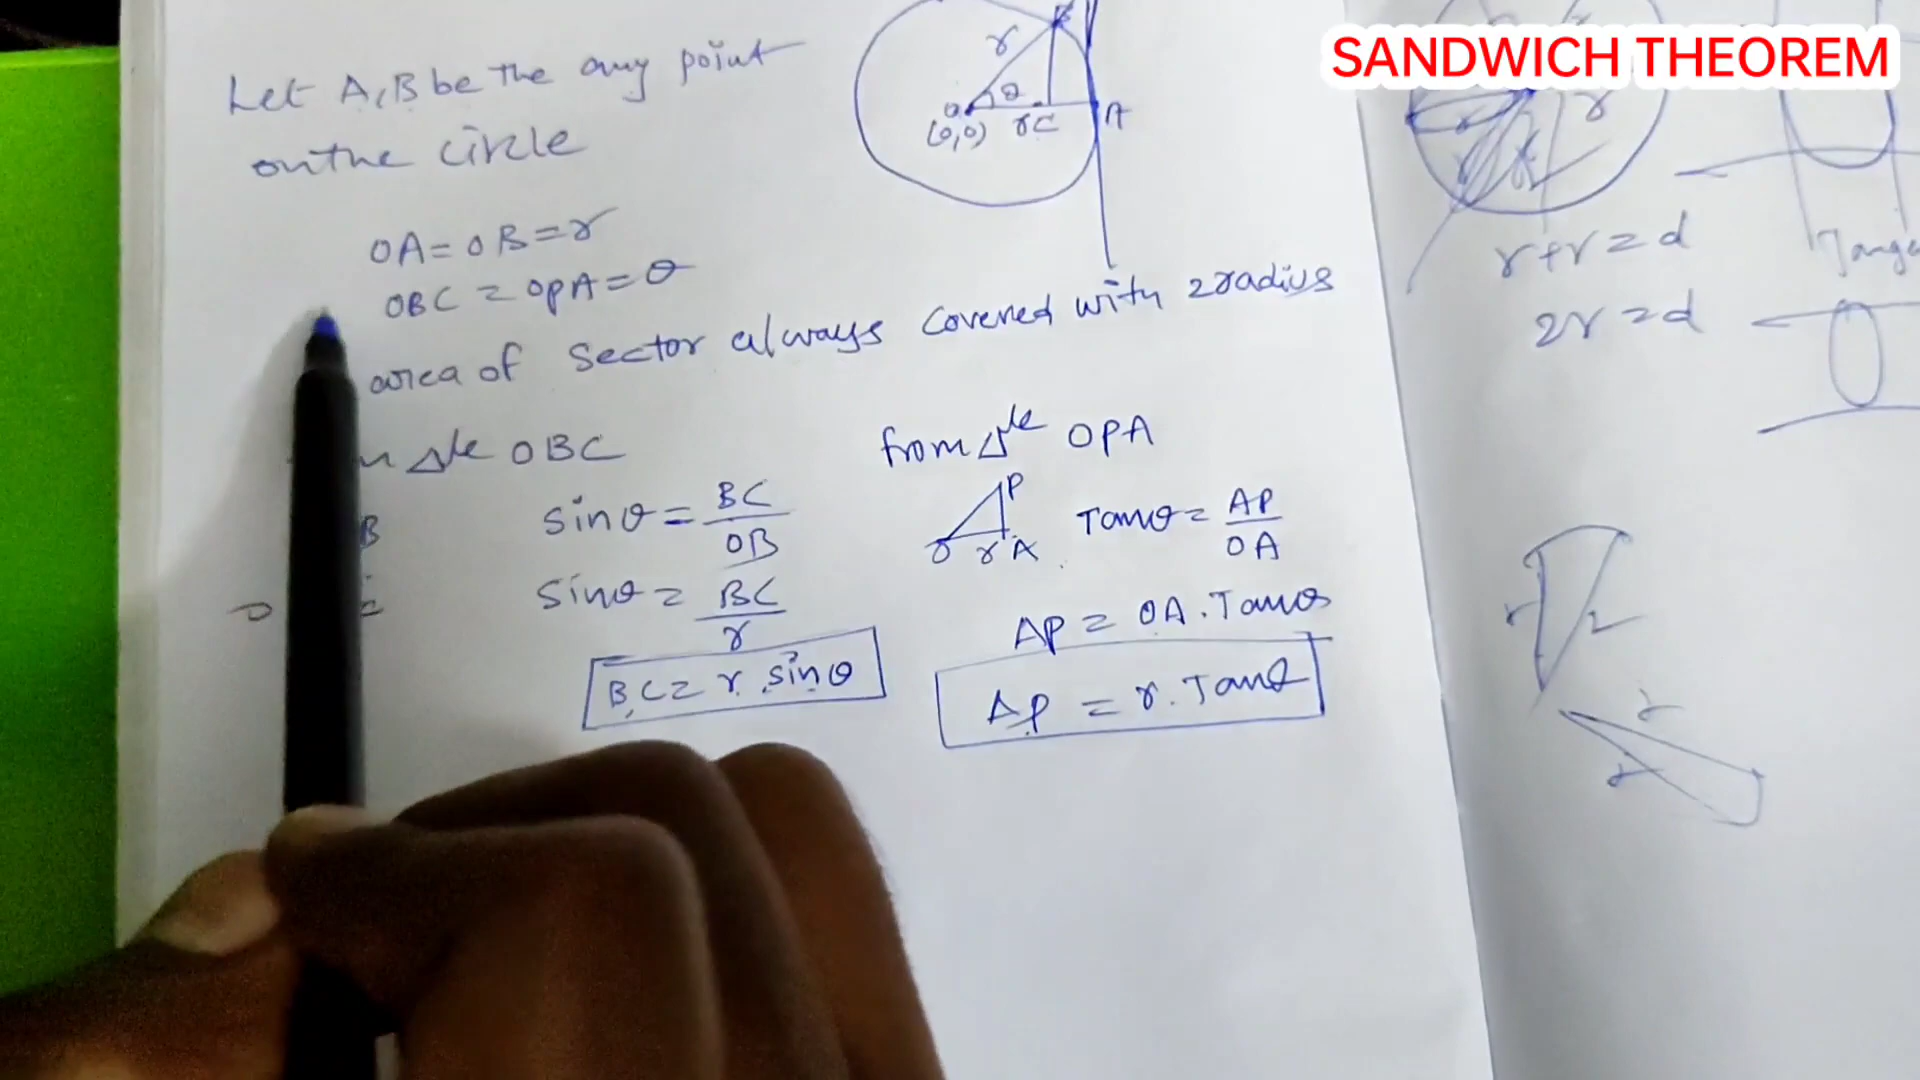 SANDWICH THEOREM
Let A,B be the any point
on the circle
r
θ
O
(0,0)
r C
A
OA = OB = r
OBC = OPA = θ
area of Sector always covered with 2 radius
Δle OBC
B
sinθ = BC / OB
sinθ = BC / r
BC = r sinθ
from Δle OPA
P
O r A
Tanθ = AP / OA
AP = OA . Tanθ
AP = r . Tanθ
r
r + r = d
2r = d
r
r
r
r